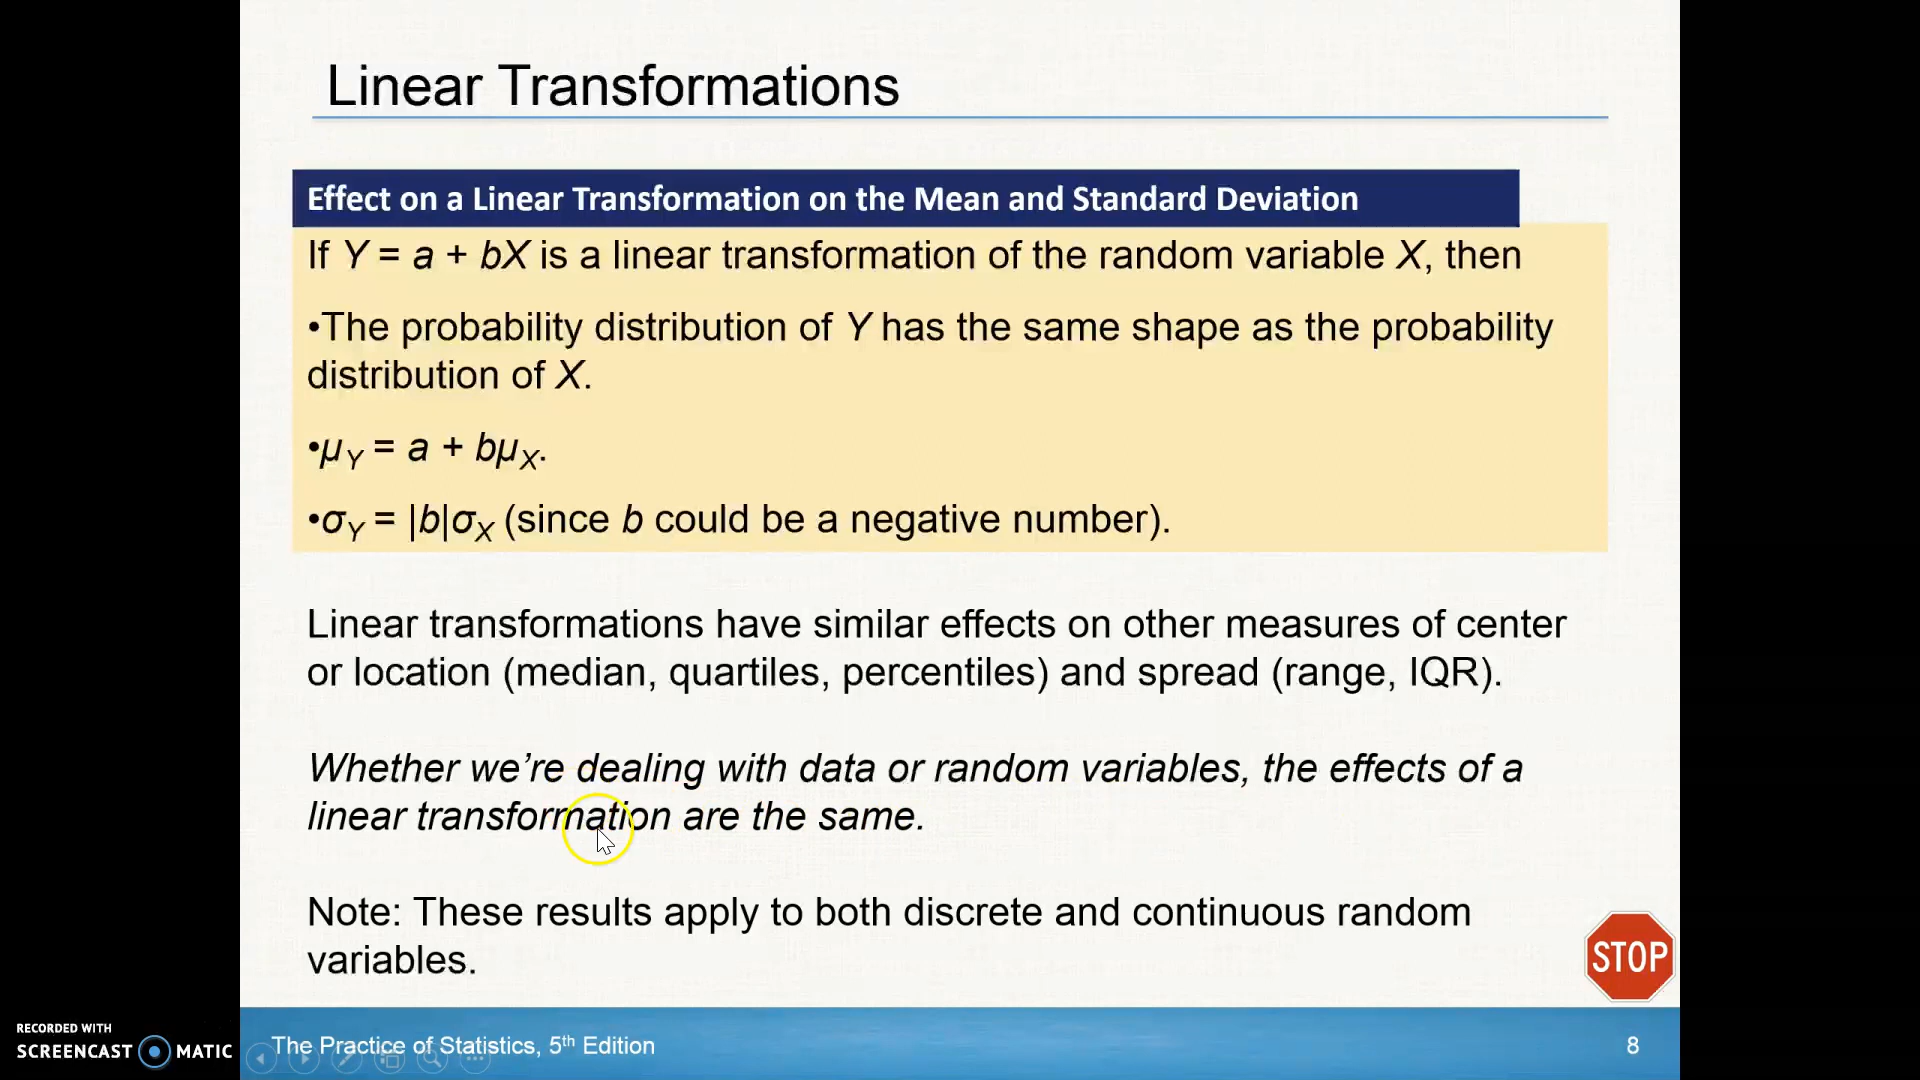 Linear Transformations
Effect on a Linear Transformation on the Mean and Standard Deviation
If Y = a + bX is a linear transformation of the random variable X, then
•The probability distribution of Y has the same shape as the probability
distribution of X.
•μY = a + bμX.
•σY = |b|σX (since b could be a negative number).
Linear transformations have similar effects on other measures of center
or location (median, quartiles, percentiles) and spread (range, IQR).
Whether we’re dealing with data or random variables, the effects of a
linear transformation are the same.
Note: These results apply to both discrete and continuous random
variables.
STOP
RECORDED WITH
SCREENCAST MATIC
The Practice of Statistics, 5th Edition
8